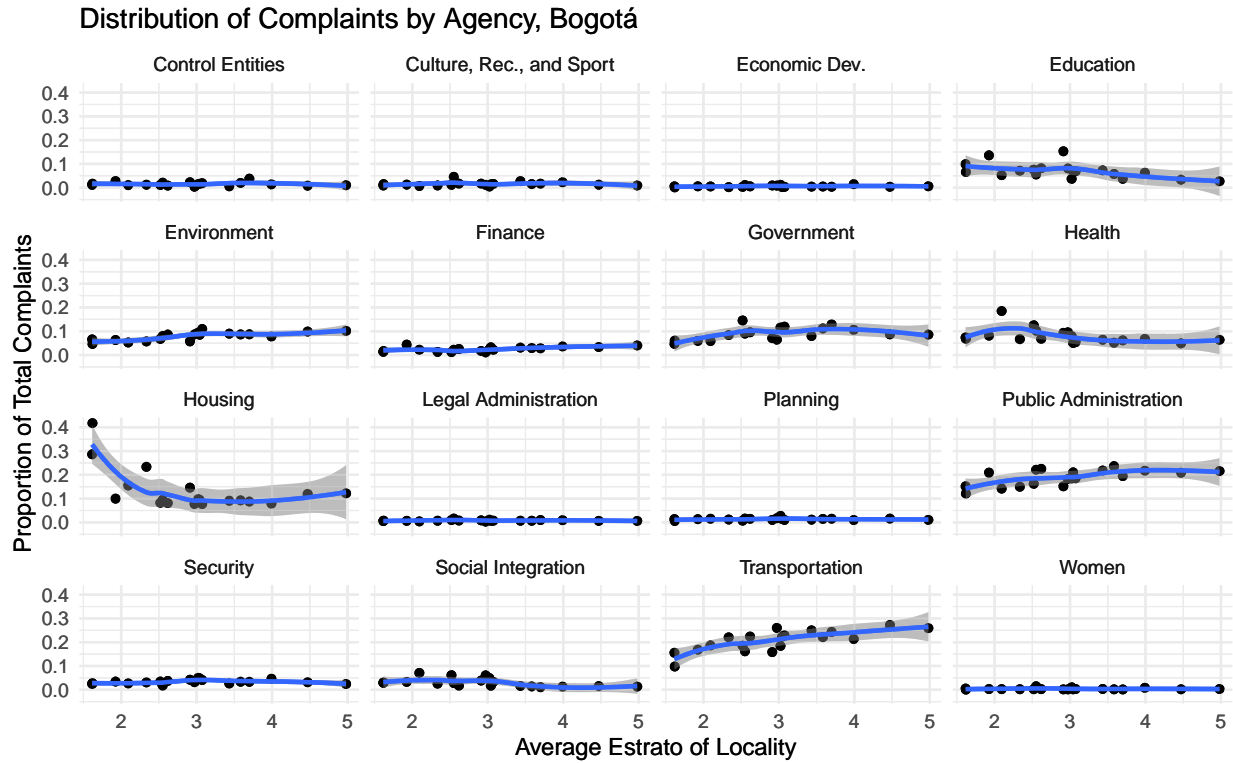 Distribution of Complaints by Agency, Bogotá
Control Entities
Culture, Rec., and Sport
Economic Dev.
Education
0.4
0.3
0.2
0.1
0.0
Environment
Finance
Government
Health
0.4
0.3
0.2
0.1
0.0
Proportion of Total Complaints
Housing
Legal Administration
Planning
Public Administration
0.4
0.3
0.2
0.1
0.0
Security
Social Integration
Transportation
Women
0.4
0.3
0.2
0.1
0.0
2 3 4 5
2 3 4 5
2 3 4 5
2 3 4 5
Average Estrato of Locality